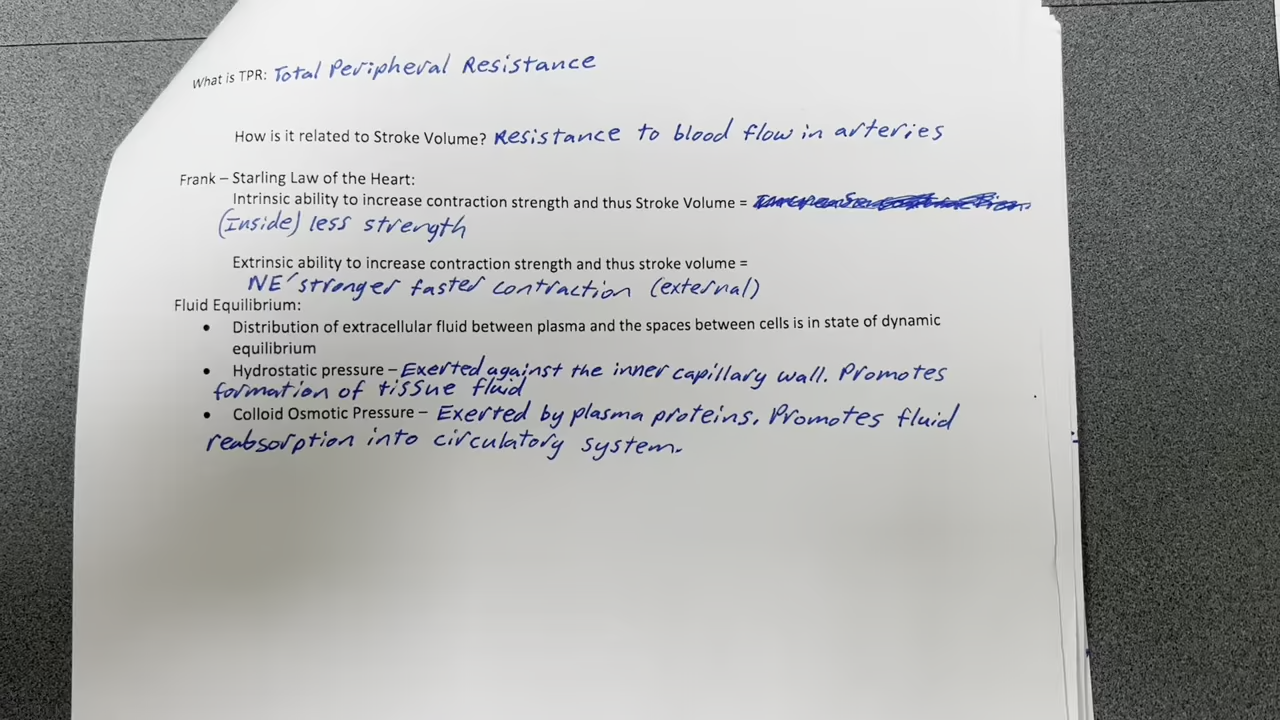 What is TPR: Total Peripheral Resistance
How is it related to Stroke Volume? Resistance to blood flow in arteries
Frank – Starling Law of the Heart:
Intrinsic ability to increase contraction strength and thus Stroke Volume =
(Inside) less strength
Extrinsic ability to increase contraction strength and thus stroke volume =
NE' stronger faster contraction (external)
Fluid Equilibrium:
• Distribution of extracellular fluid between plasma and the spaces between cells is in state of dynamic
equilibrium
• Hydrostatic pressure – Exerted against the inner capillary wall. Promotes
formation of tissue fluid
• Colloid Osmotic Pressure – Exerted by plasma proteins. Promotes fluid
reabsorption into circulatory system.